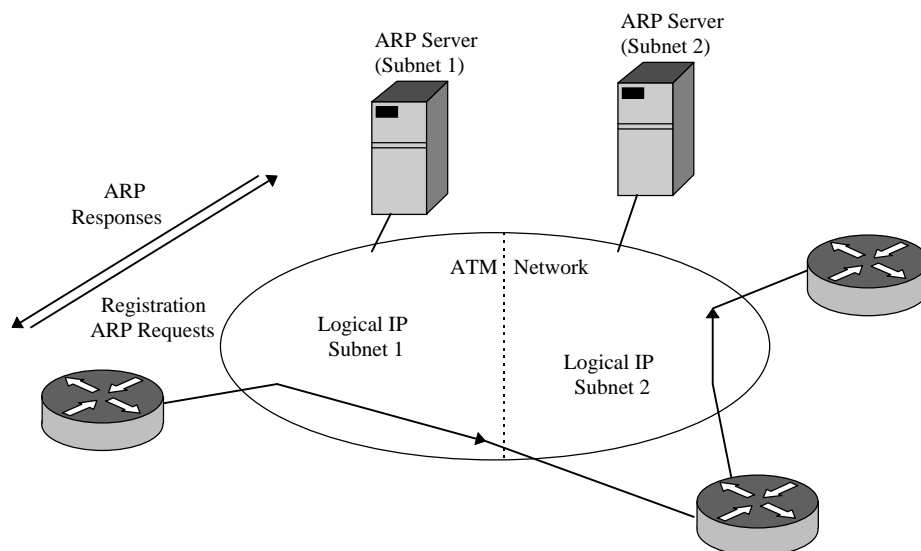 ARP Server
(Subnet 1)
ARP Server
(Subnet 2)
ARP
Responses
ATM Network
Registration
ARP Requests
Logical IP
Subnet 1
Logical IP
Subnet 2